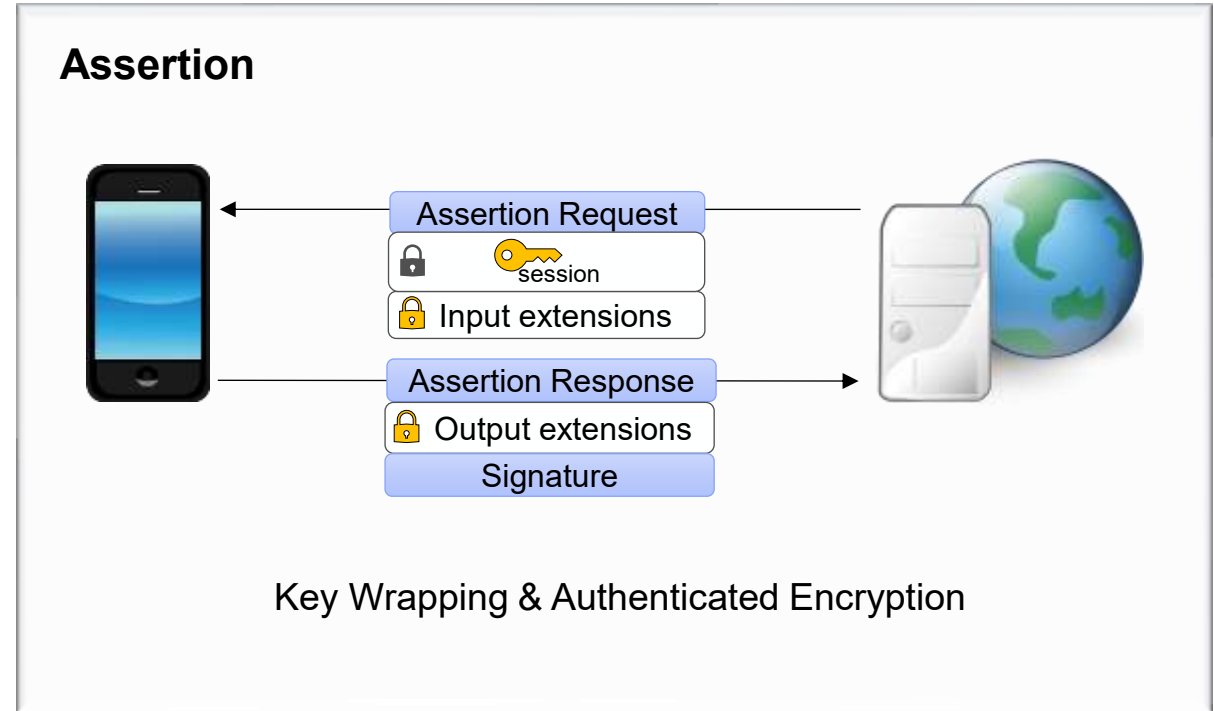 Assertion
Assertion Request
session
Input extensions
Assertion Response
Output extensions
Signature
Key Wrapping & Authenticated Encryption